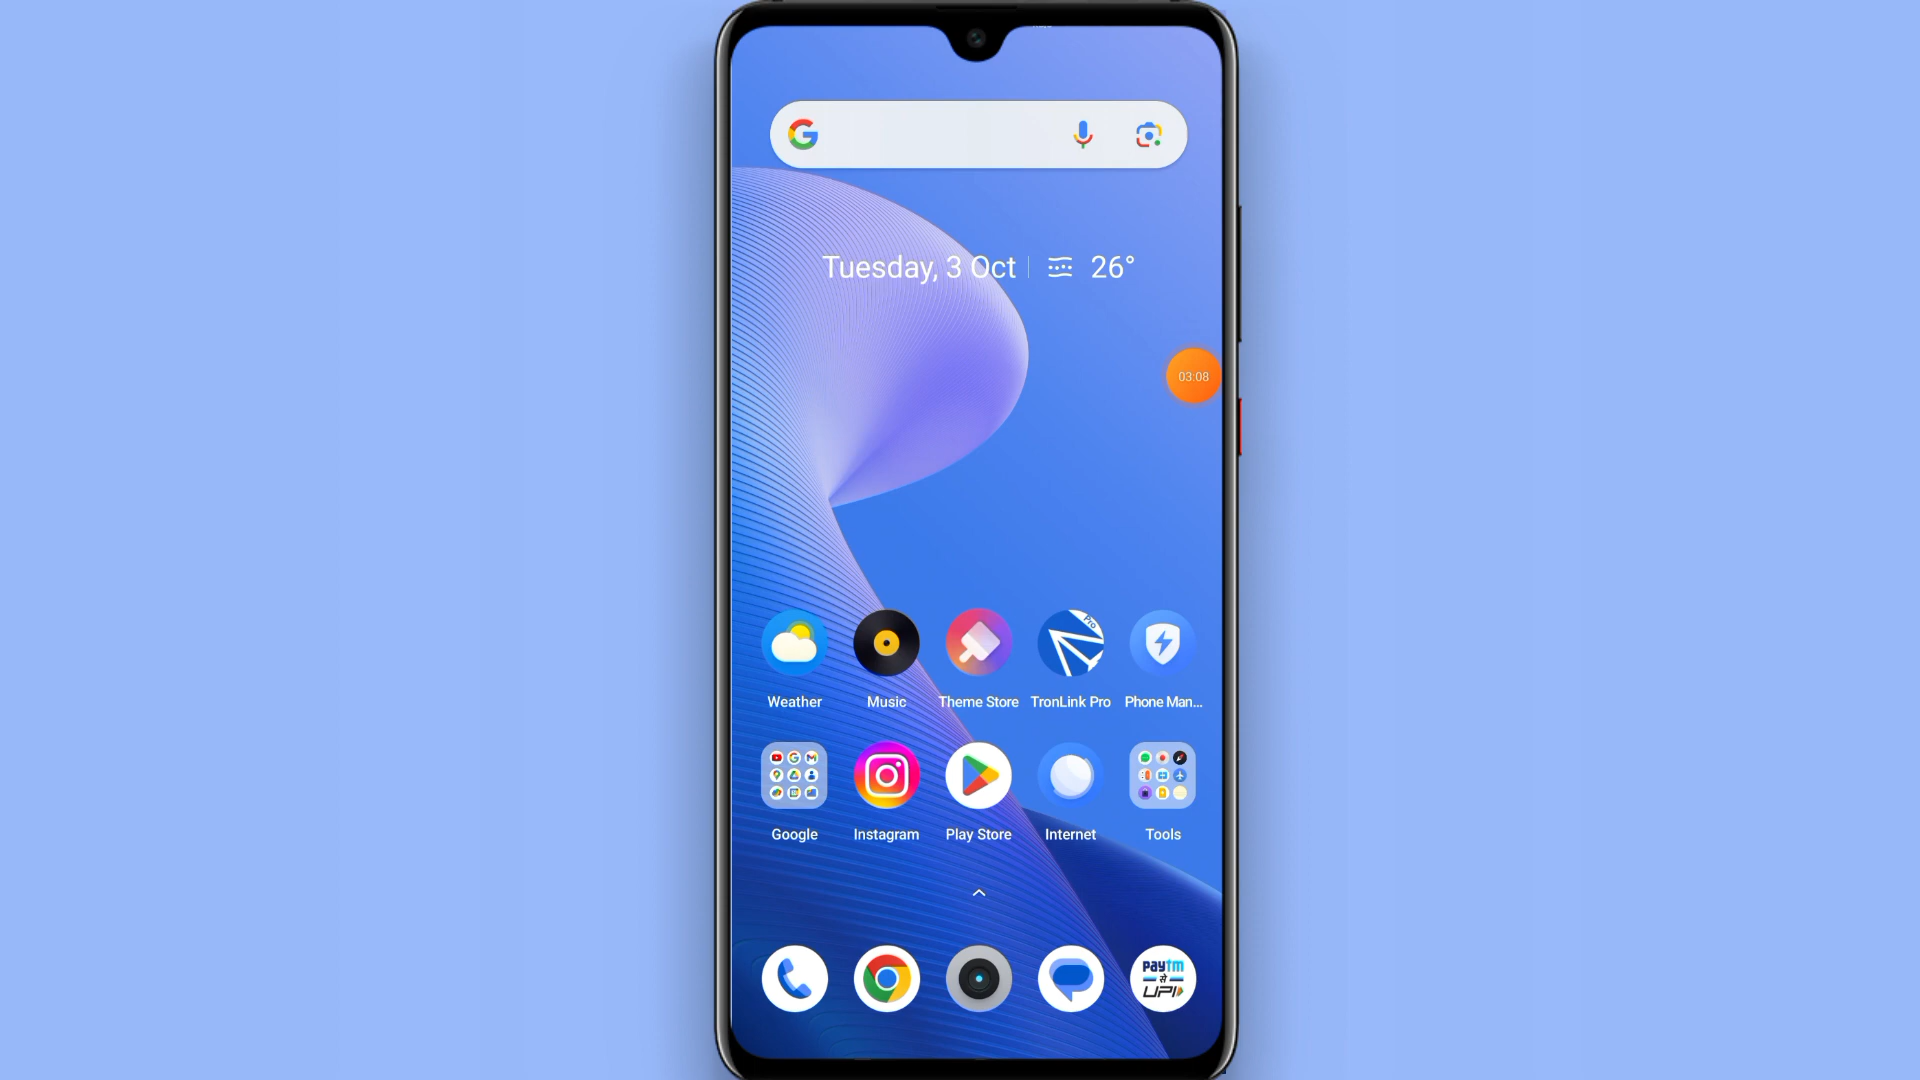 Tuesday, 3 Oct
26°
03:08
Pro
Weather
Music
Theme Store
TronLink Pro
Phone Man...
Google
Instagram
Play Store
Internet
Tools
paytm
से
UPI